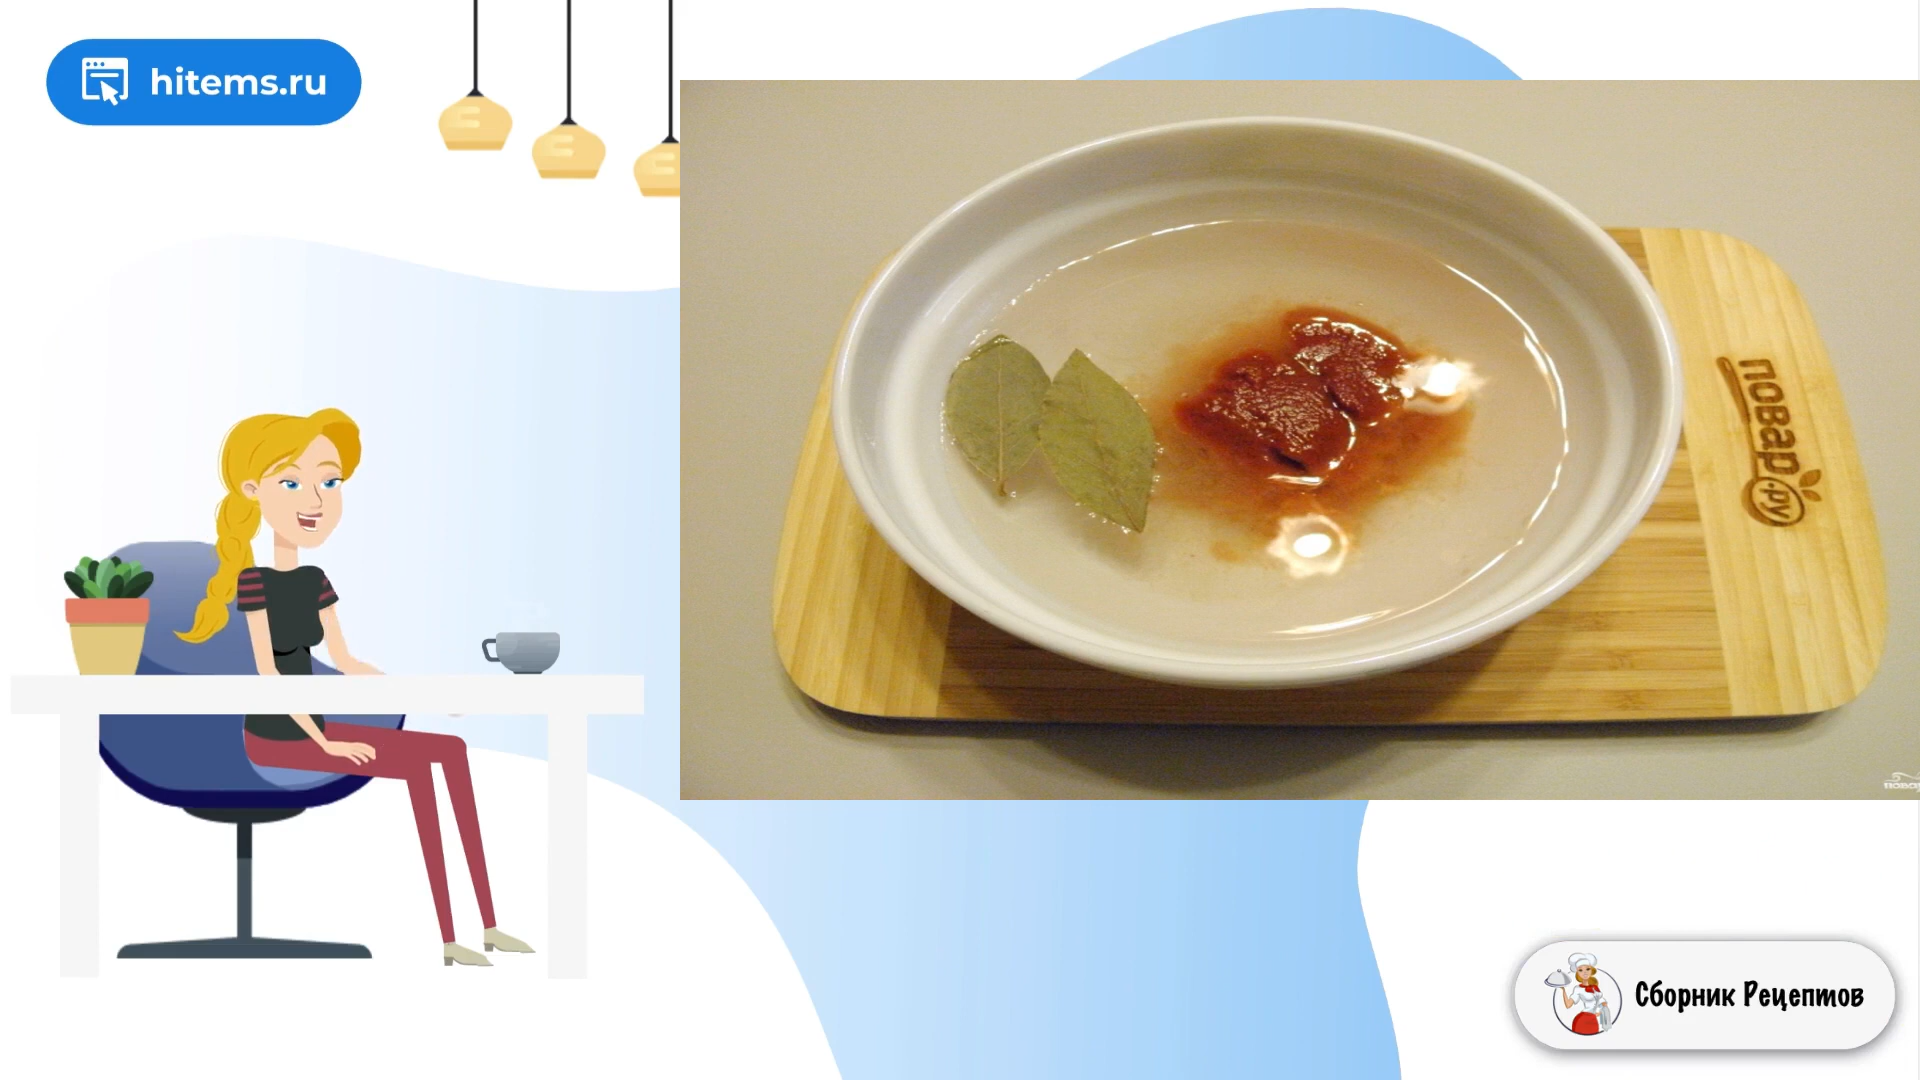 hitems.ru
повар.ру
Сборник Рецептов